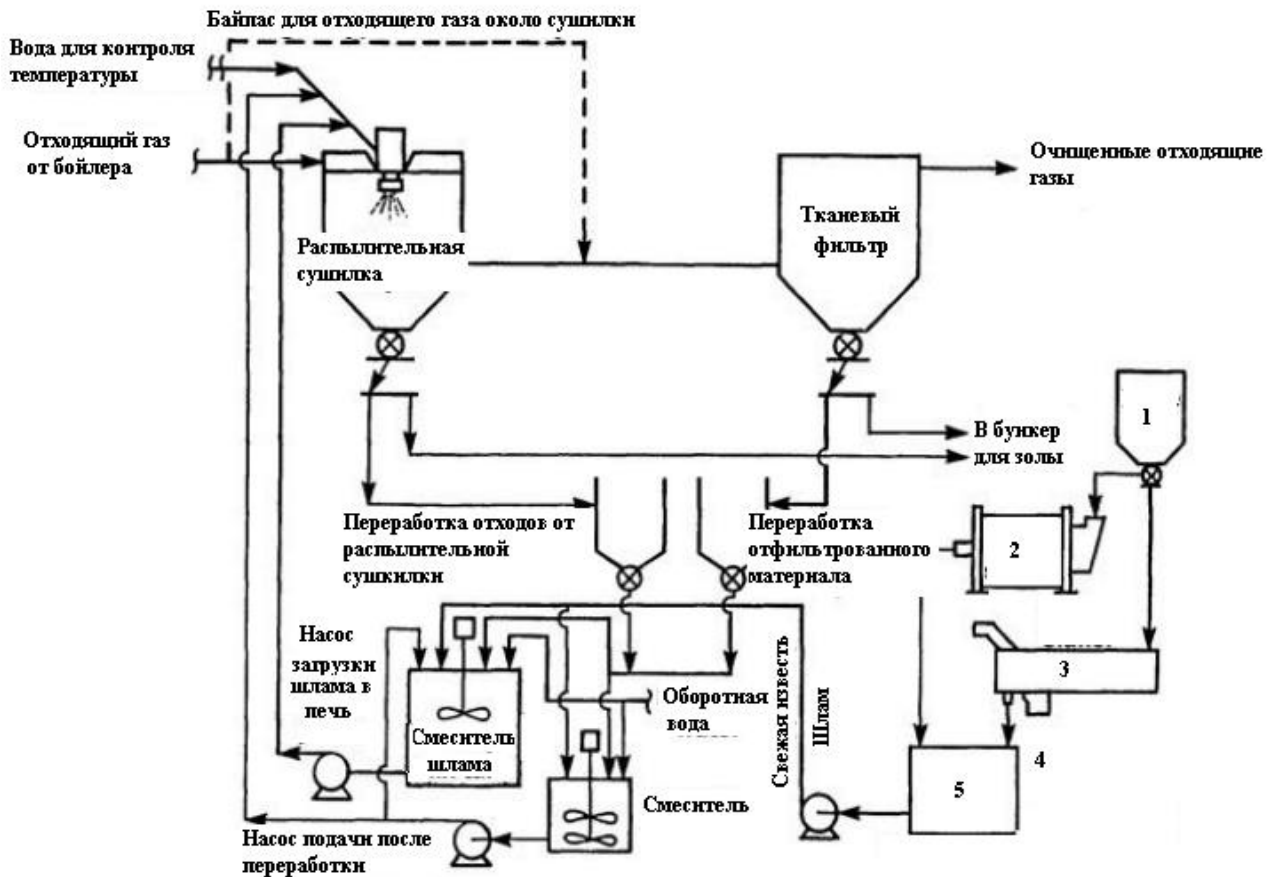 Байпас для отходящего газа около сушилки
Вода для контроля
температуры
Отходящий газ
от бойлера
Очищенные отходящие
газы
Тканевый
фильтр
Распылительная
сушилка
1
В бункер
для золы
Переработка отходов от
распылительной
сушкилки
Переработка
отфильтрованного
материала
2
3
Насос
загрузки
шлама в
печь
Оборотная
вода
Свежая известь
Шлам
Смеситель
шлама
4
5
Смеситель
Насос подачи после
переработки